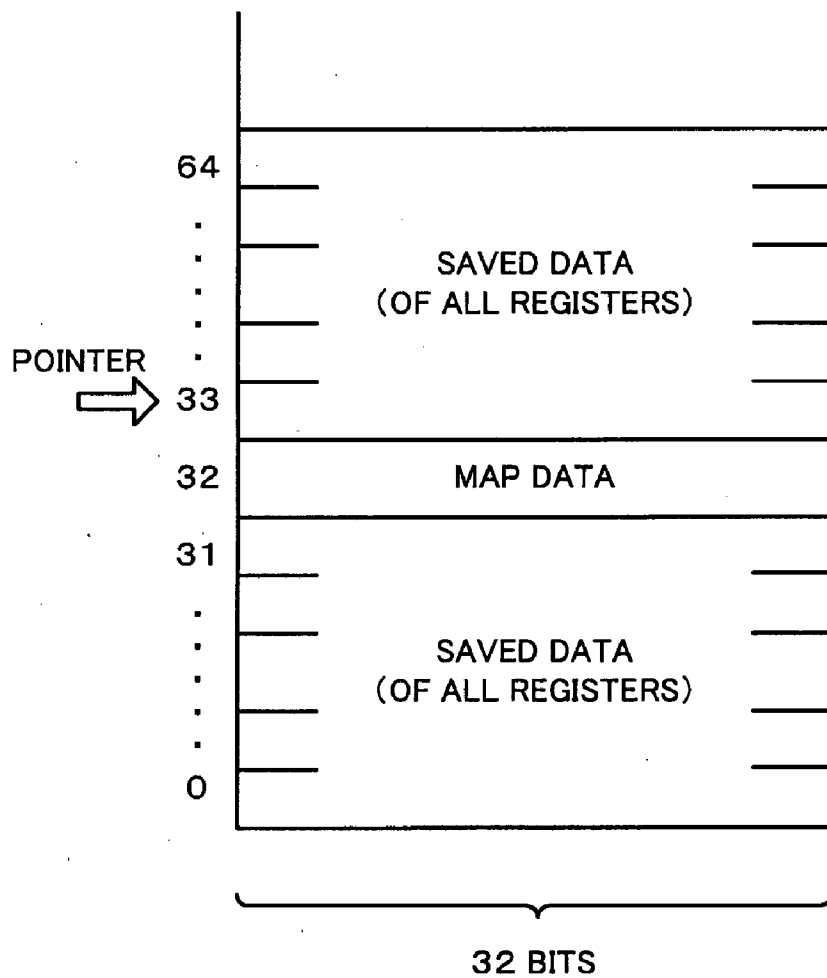 64
SAVED DATA
(OF ALL REGISTERS)
POINTER
33
32
MAP DATA
31
SAVED DATA
(OF ALL REGISTERS)
0
32 BITS